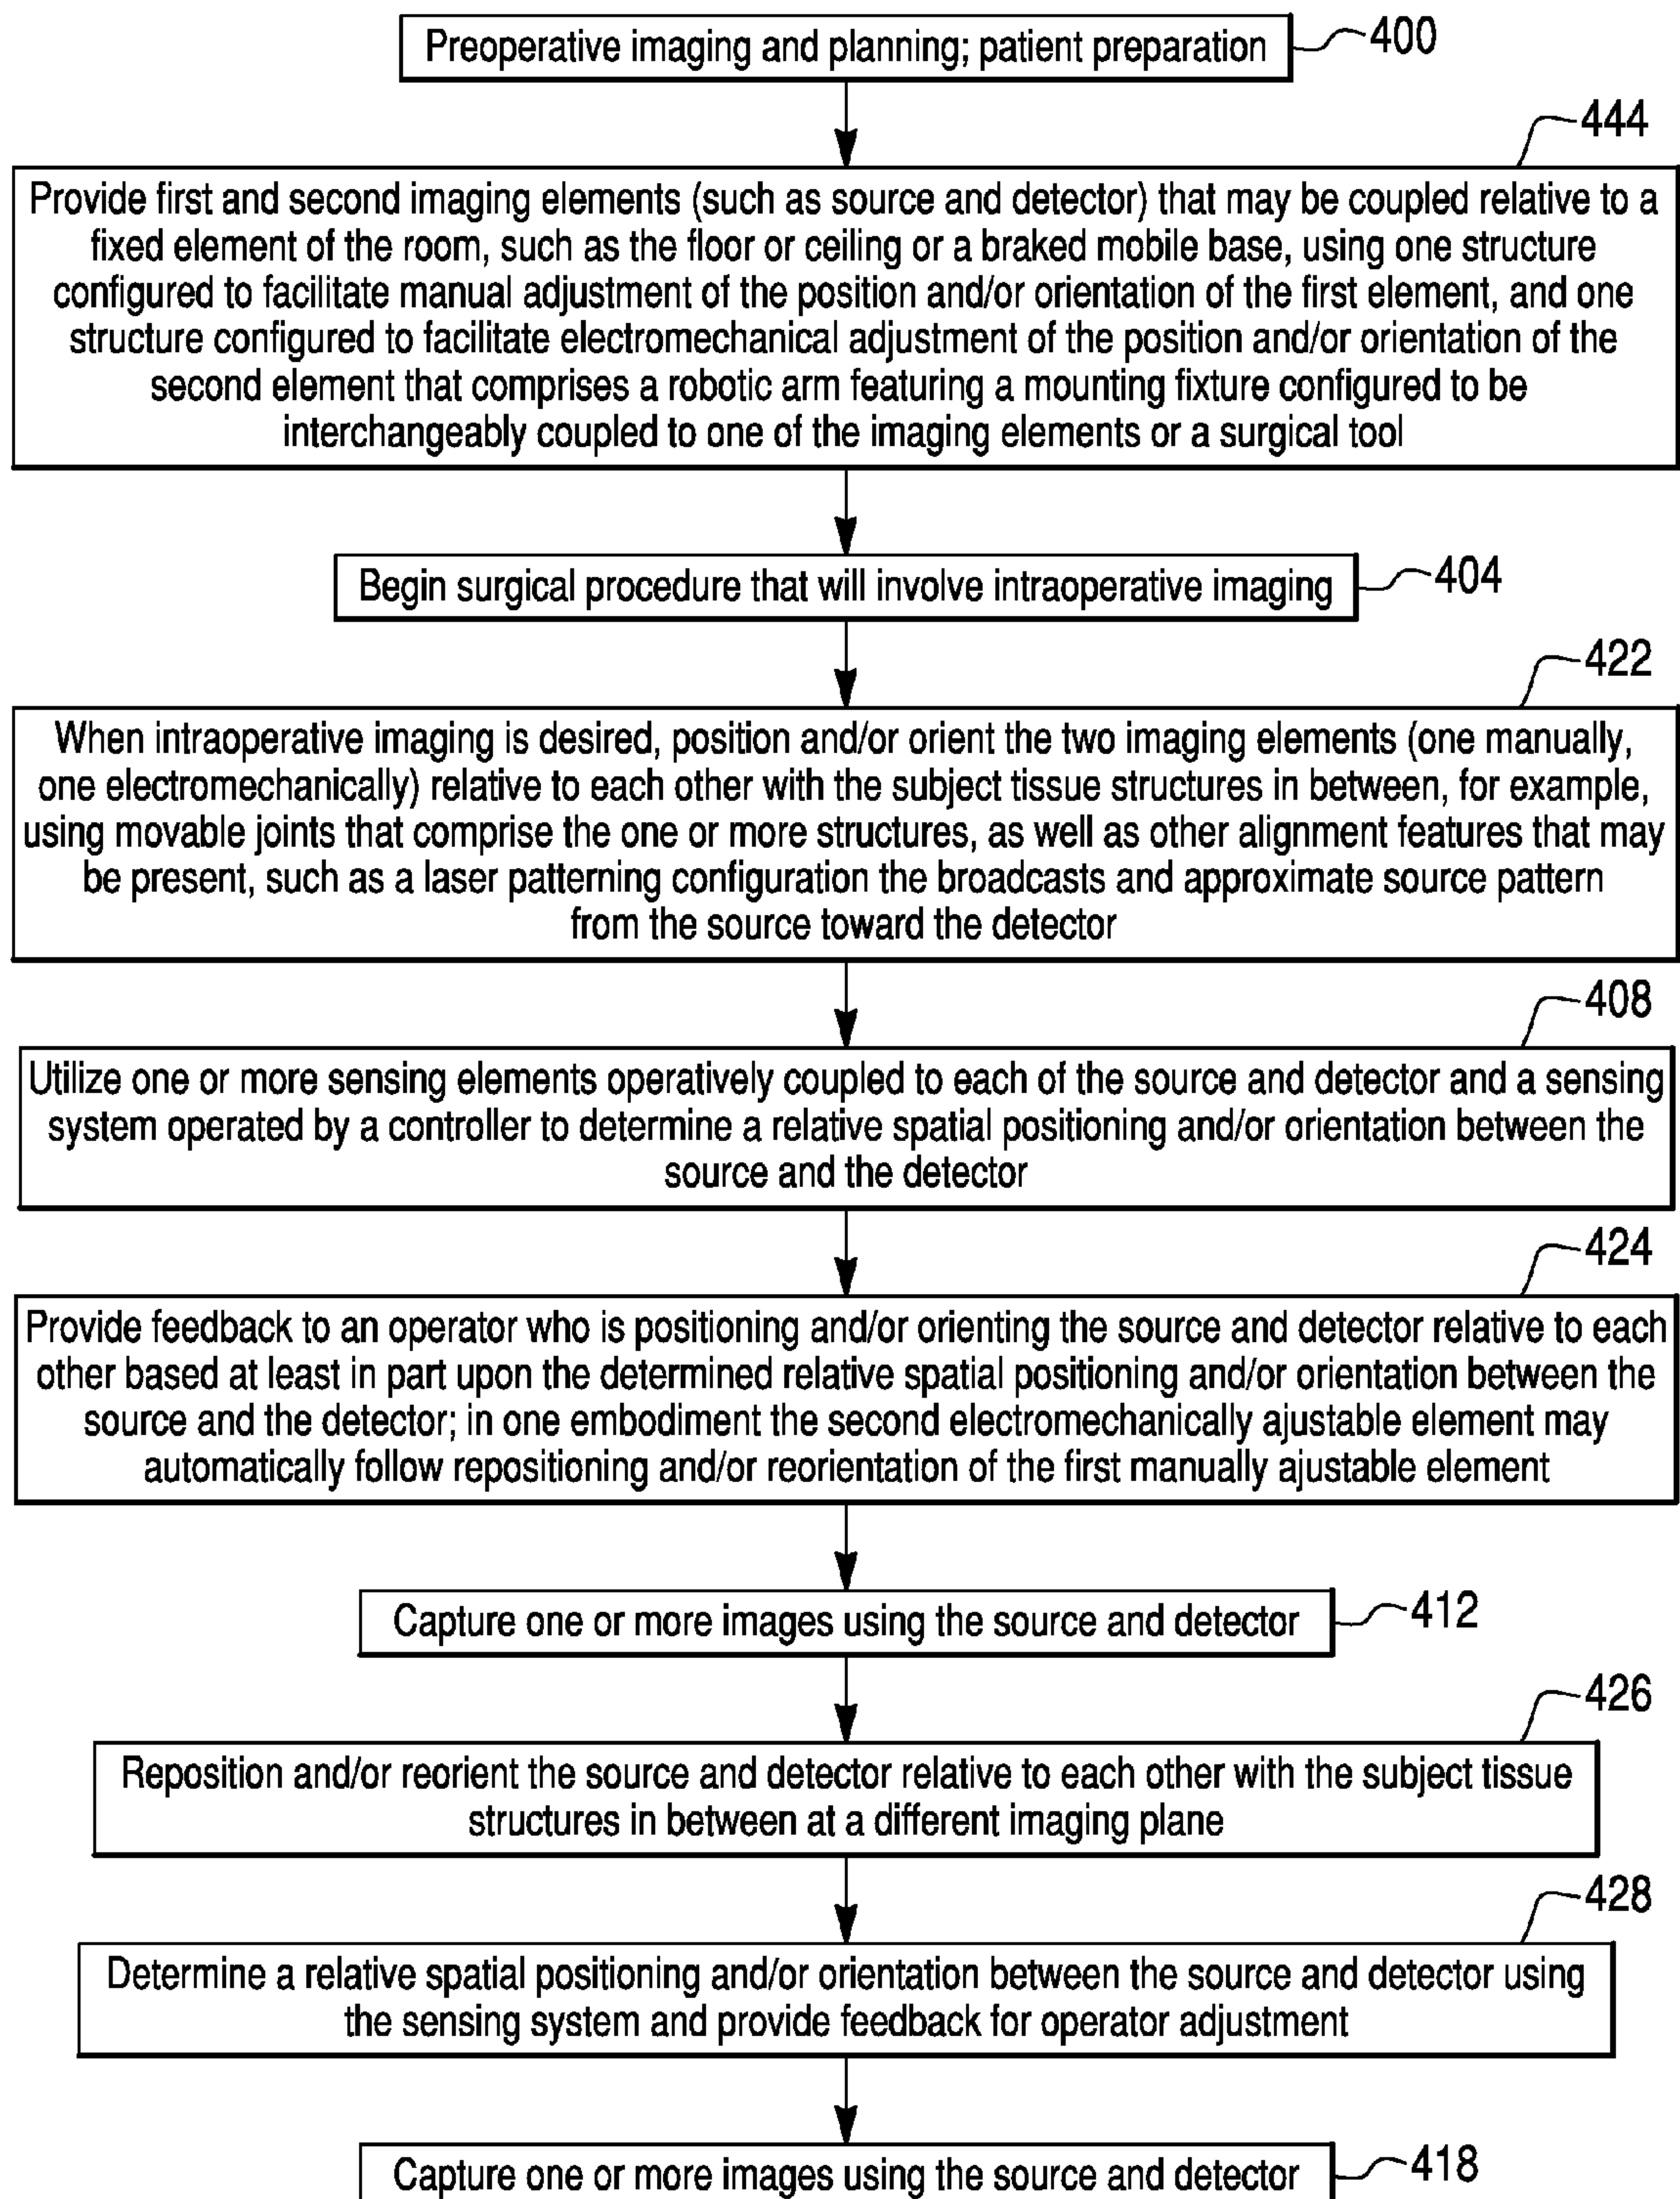 Preoperative imaging and planning; patient preparation
400
444
Provide first and second imaging elements (such as source and detector) that may be coupled relative to a
fixed element of the room, such as the floor or ceiling or a braked mobile base, using one structure
configured to facilitate manual adjustment of the position and/or orientation of the first element, and one
structure configured to facilitate electromechanical adjustment of the position and/or orientation of the
second element that comprises a robotic arm featuring a mounting fixture configured to be
interchangeably coupled to one of the imaging elements or a surgical tool
Begin surgical procedure that will involve intraoperative imaging
404
422
When intraoperative imaging is desired, position and/or orient the two imaging elements (one manually,
one electromechanically) relative to each other with the subject tissue structures in between, for example,
using movable joints that comprise the one or more structures, as well as other alignment features that may
be present, such as a laser patterning configuration the broadcasts and approximate source pattern
from the source toward the detector
408
Utilize one or more sensing elements operatively coupled to each of the source and detector and a sensing
system operated by a controller to determine a relative spatial positioning and/or orientation between the
source and the detector
424
Provide feedback to an operator who is positioning and/or orienting the source and detector relative to each
other based at least in part upon the determined relative spatial positioning and/or orientation between the
source and the detector; in one embodiment the second electromechanically ajustable element may
automatically follow repositioning and/or reorientation of the first manually ajustable element
Capture one or more images using the source and detector
412
426
Reposition and/or reorient the source and detector relative to each other with the subject tissue
structures in between at a different imaging plane
428
Determine a relative spatial positioning and/or orientation between the source and detector using
the sensing system and provide feedback for operator adjustment
Capture one or more images using the source and detector
418